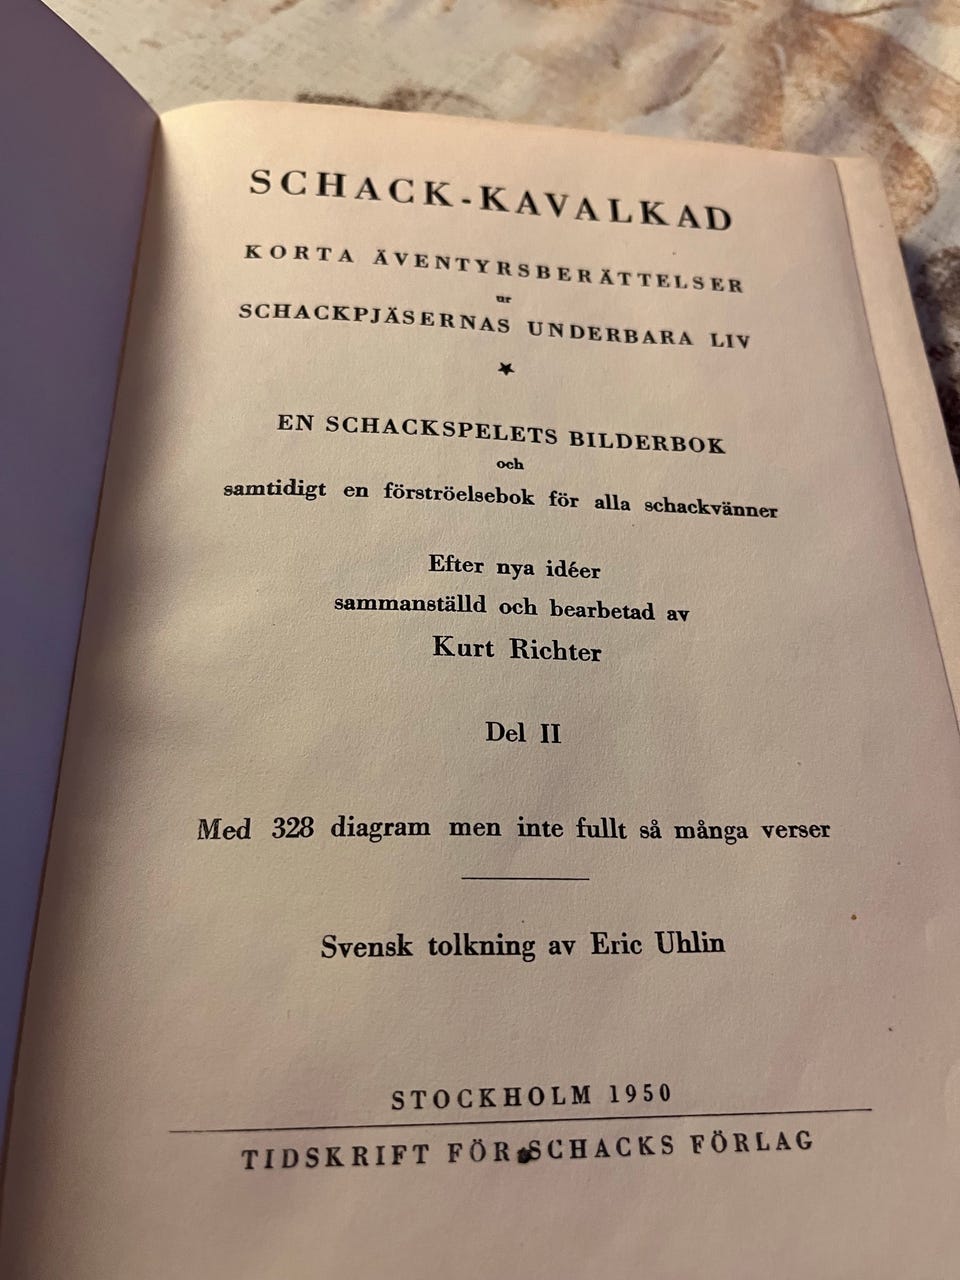 SCHACK-KAVALKAD
KORTA ÄVENTYRSBERÄTTELSER
ur
SCHACKPJÄSERNAS UNDERBARA LIV
★
EN SCHACKSPELETS BILDERBOK
och
samtidigt en förströelsebok för alla schackvänner
Efter nya idéer
sammanställd och bearbetad av
Kurt Richter
Del II
Med 328 diagram men inte fullt så många verser
Svensk tolkning av Eric Uhlin
STOCKHOLM 1950
TIDSKRIFT FÖR SCHACKS FÖRLAG